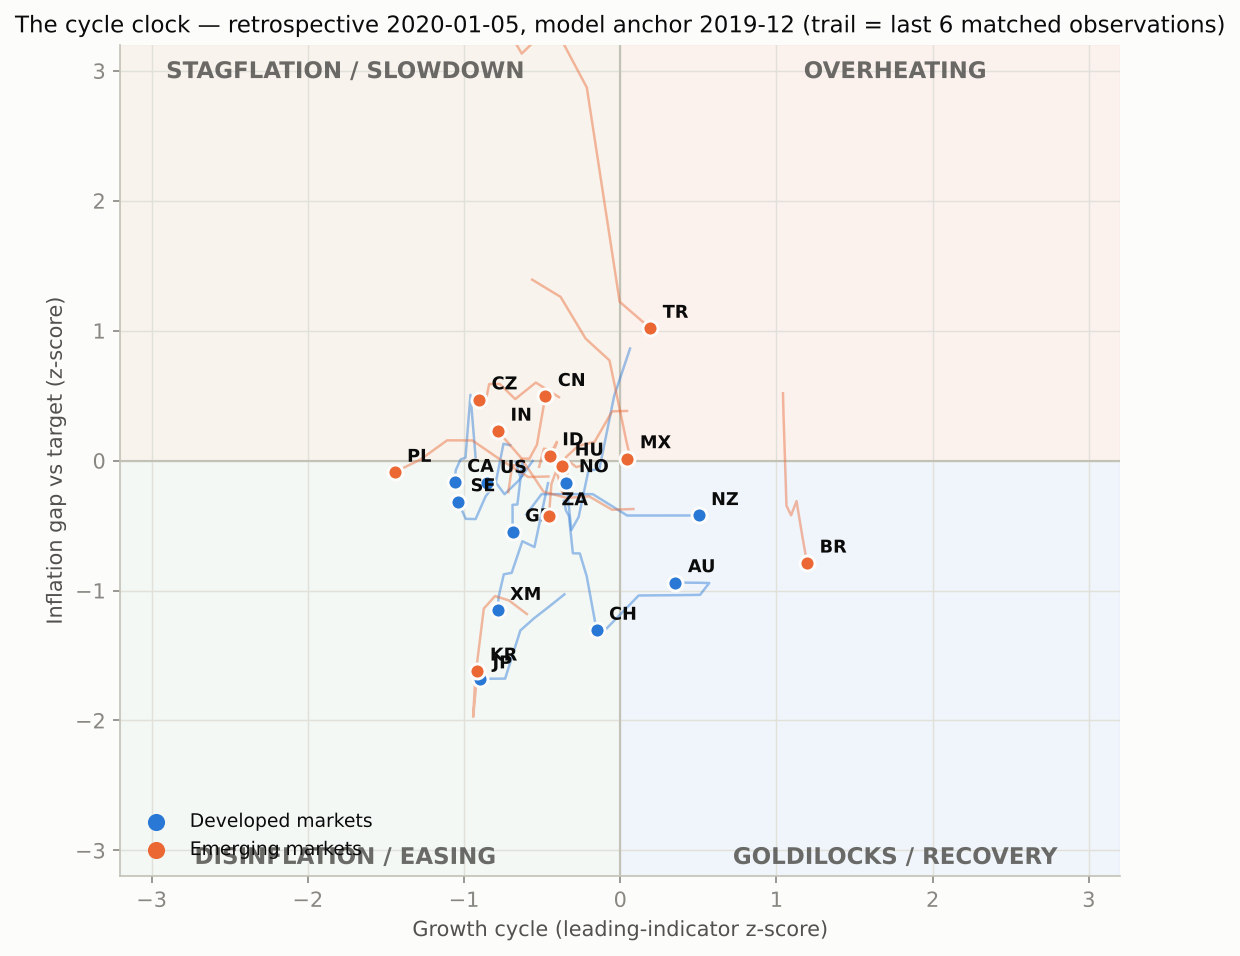 The cycle clock — retrospective 2020-01-05, model anchor 2019-12 (trail = last 6 matched observations)
STAGFLATION / SLOWDOWN
OVERHEATING
3
2
1
0
−1
−2
−3
Inflation gap vs target (z-score)
TR
CZ
CN
IN
ID
MX
HU
PL
CA
US
NO
SE
ZA
NZ
BR
AU
XM
CH
KR
JP
Developed markets
Emerging markets
DISINFLATION / EASING
GOLDILOCKS / RECOVERY
−3
−2
−1
0
1
2
3
Growth cycle (leading-indicator z-score)